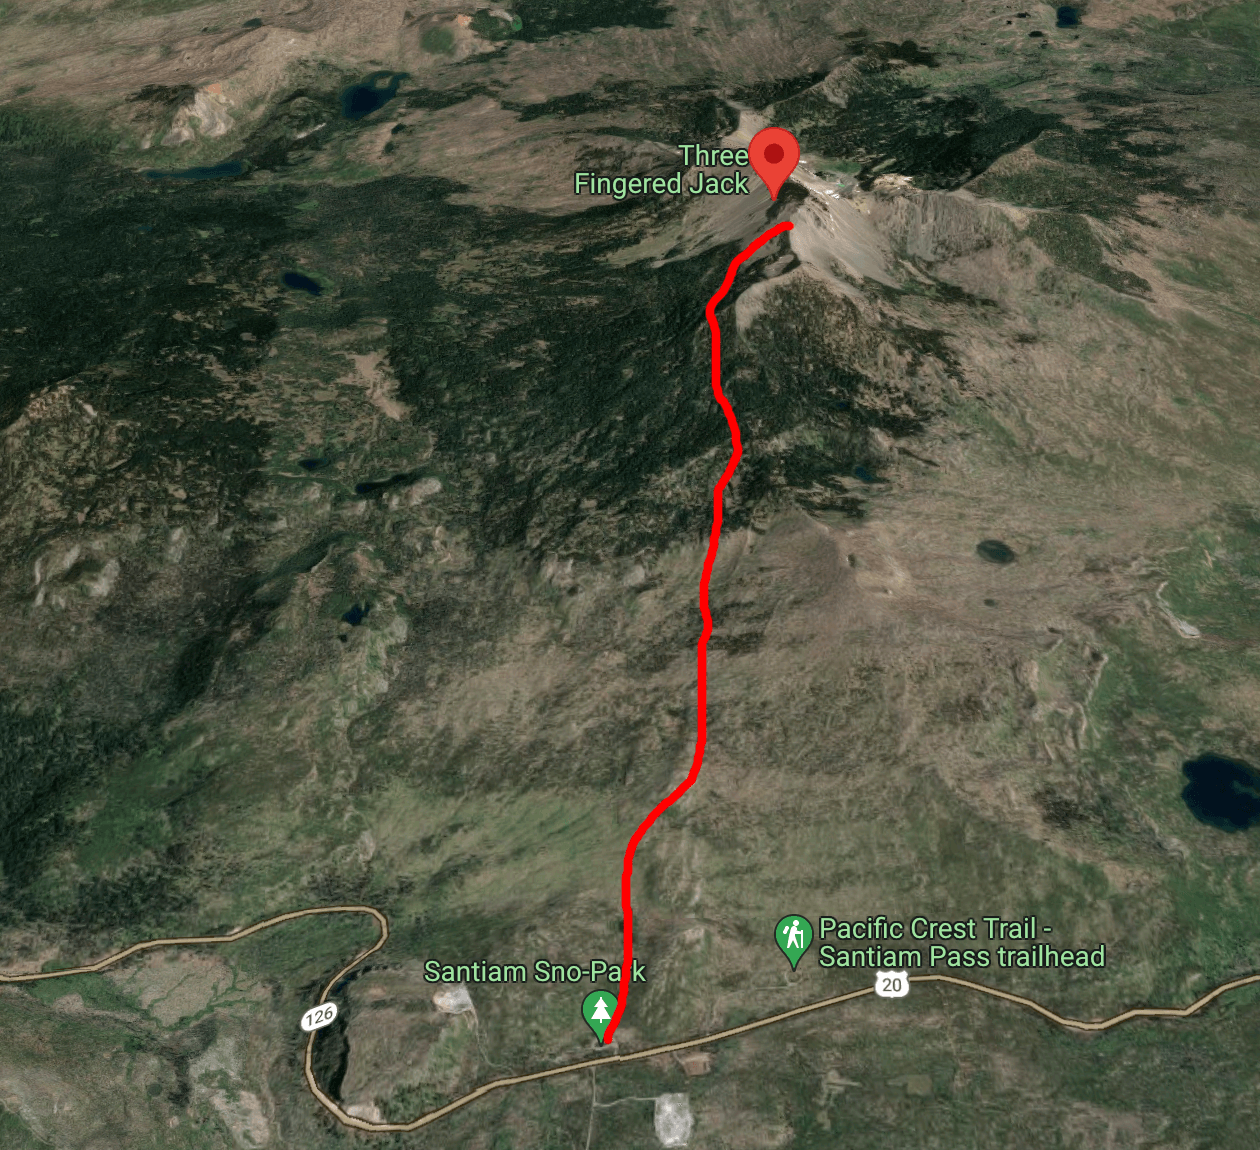 Three
Fingered Jack
Pacific Crest Trail -
Santiam Pass trailhead
Santiam Sno-Park
20
126